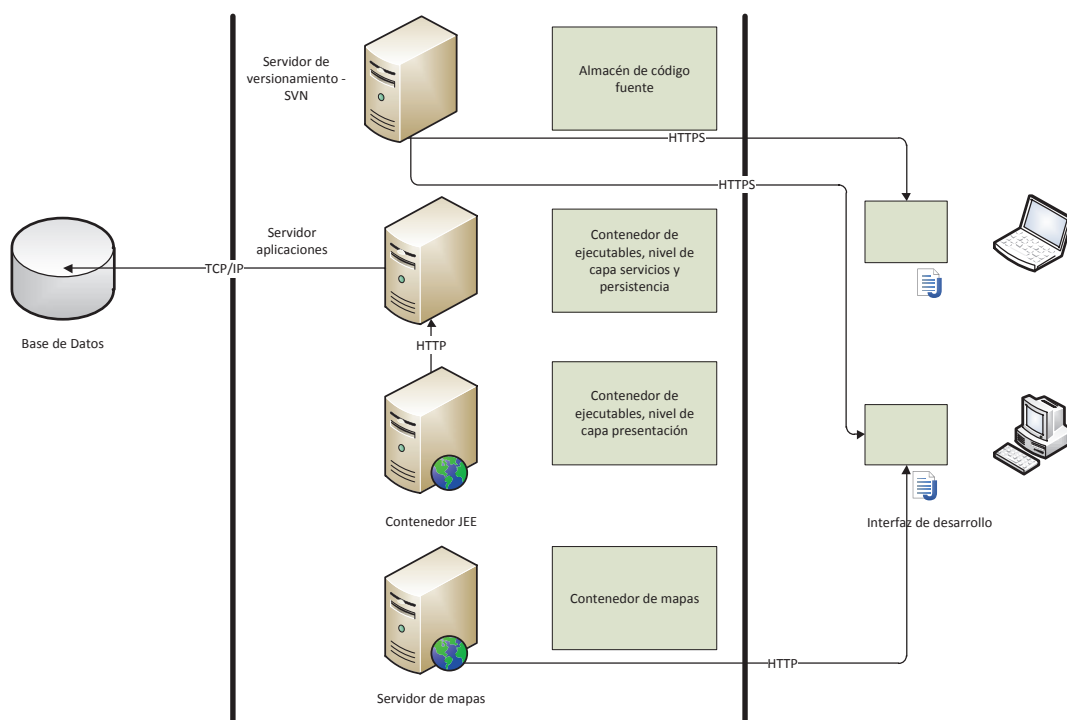 Servidor de
versionamiento -
SVN
Almacén de código
fuente
HTTPS
HTTPS
Servidor
aplicaciones
Contenedor de
ejecutables, nivel de
capa servicios y
persistencia
TCP/IP
Base de Datos
HTTP
Contenedor de
ejecutables, nivel de
capa presentación
Contenedor JEE
Interfaz de desarrollo
Contenedor de mapas
HTTP
Servidor de mapas